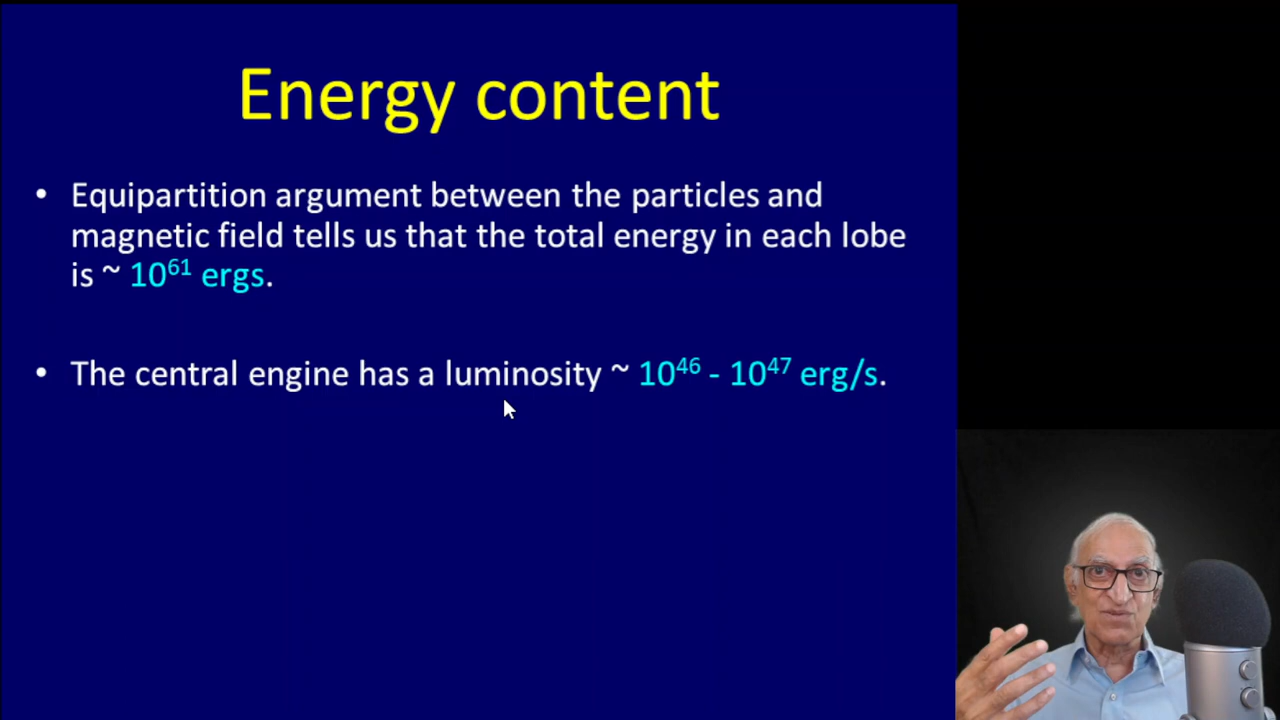 Energy content
• Equipartition argument between the particles and
magnetic field tells us that the total energy in each lobe
is ~ 10⁶¹ ergs.
• The central engine has a luminosity ~ 10⁴⁶ - 10⁴⁷ erg/s.